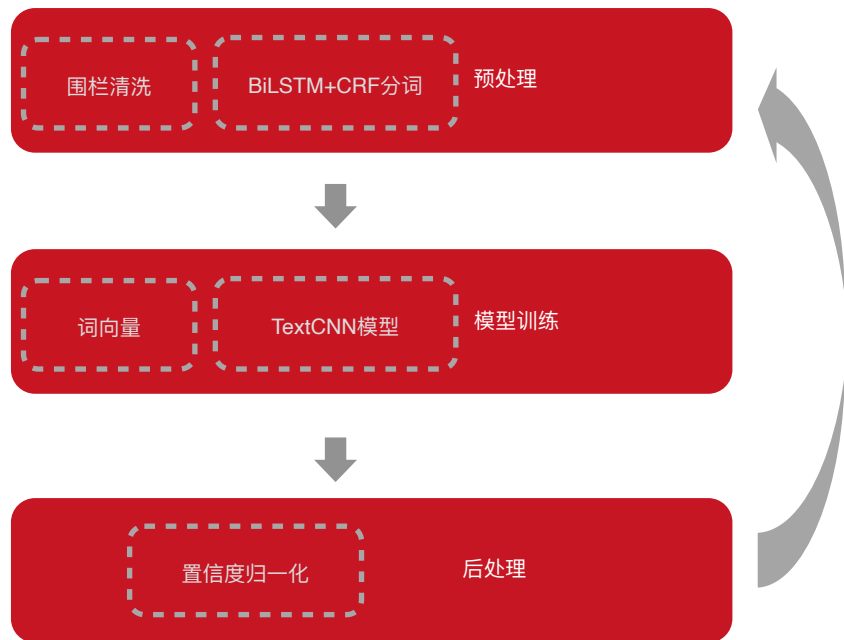 围栏清洗
BiLSTM+CRF分词
预处理
词向量
TextCNN模型
模型训练
置信度归一化
后处理